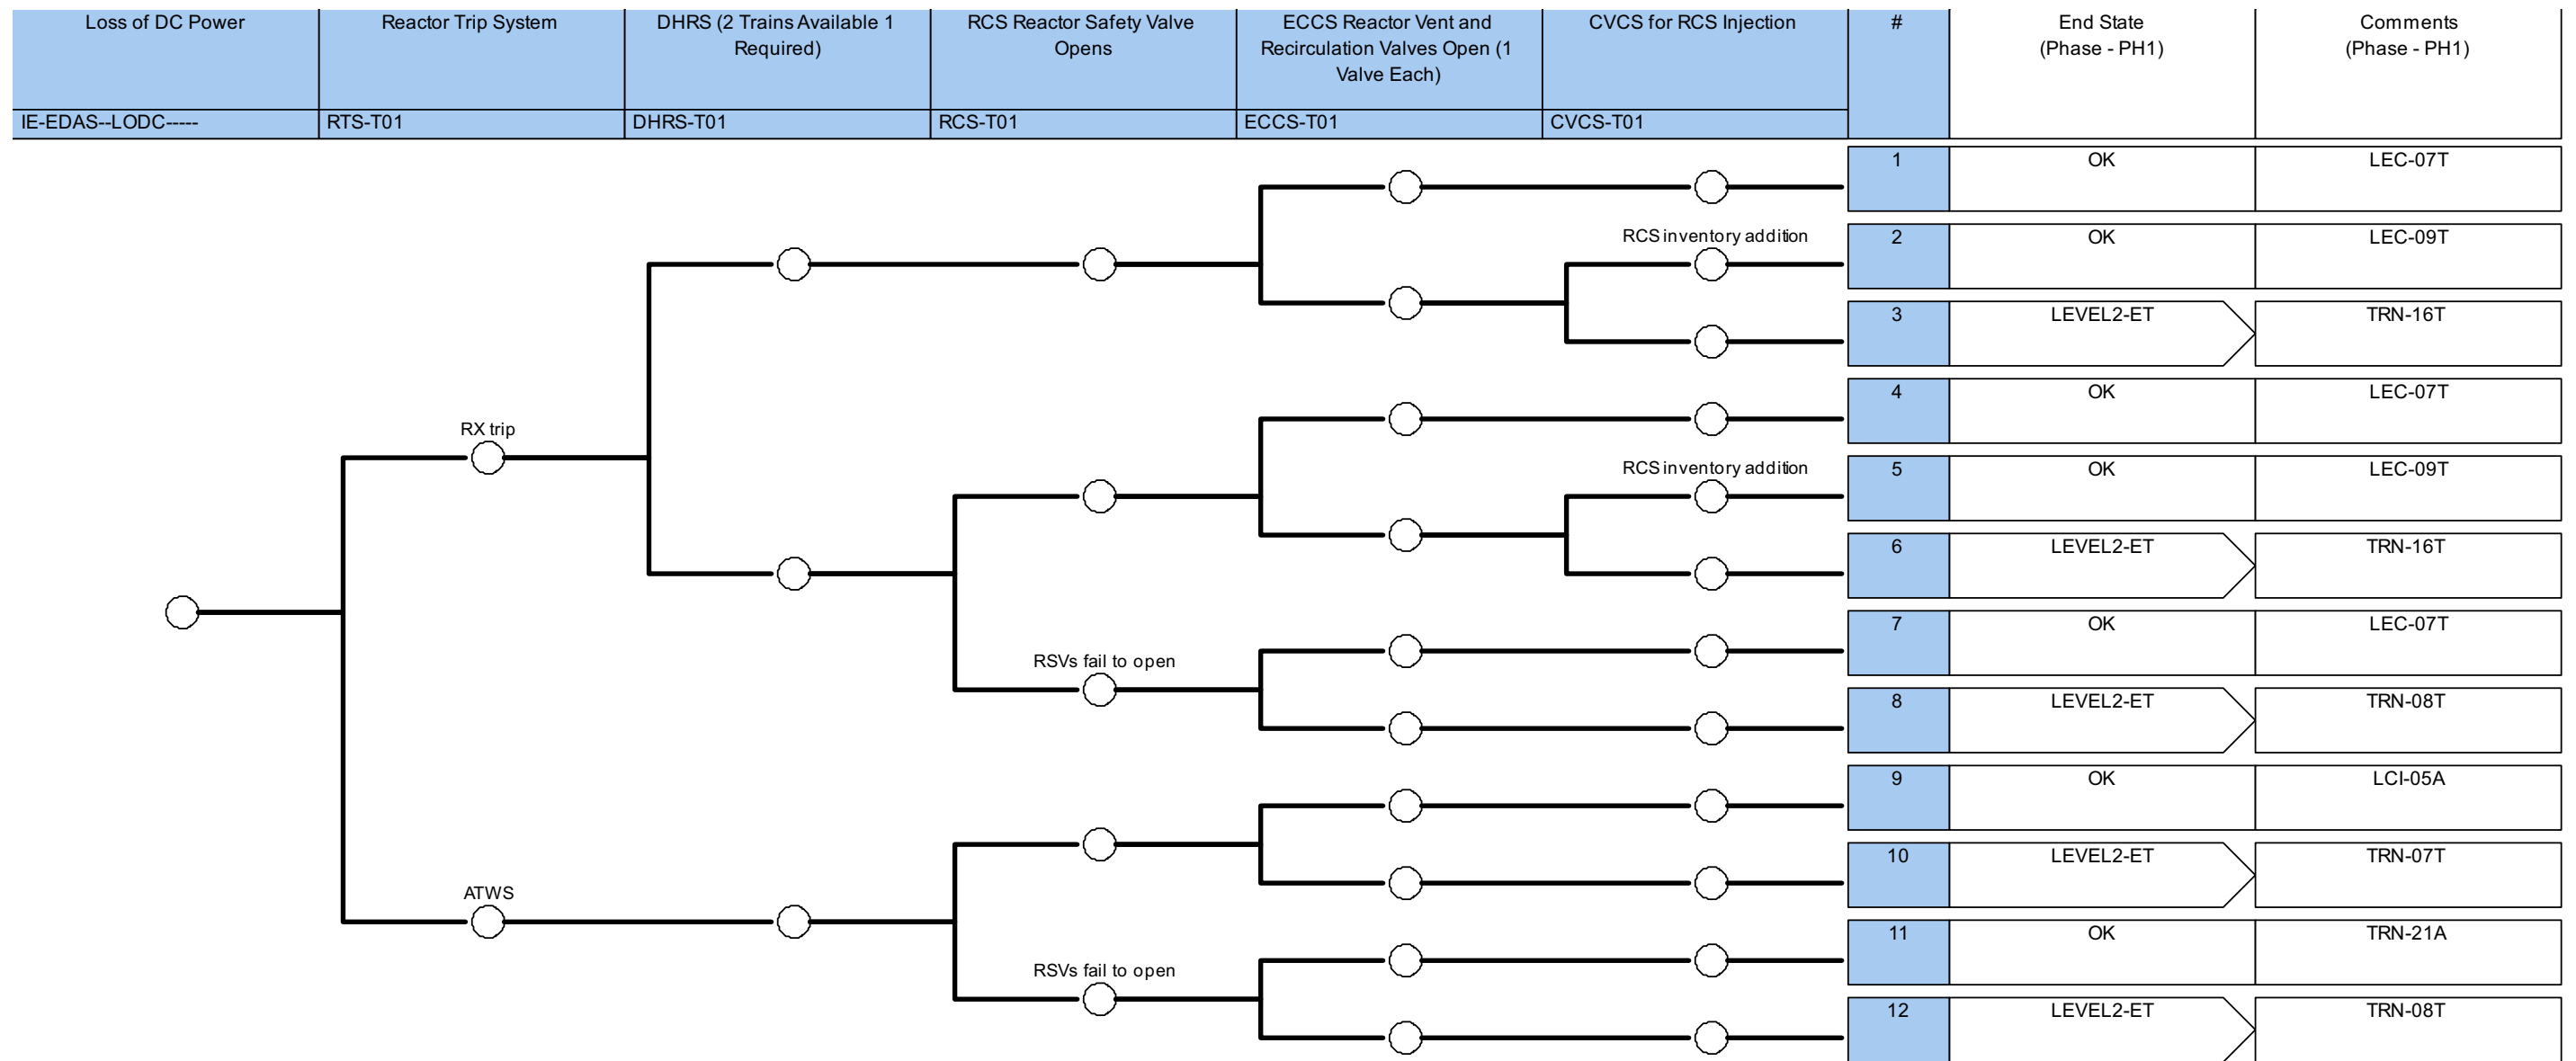 Loss of DC Power
Reactor Trip System
DHRS (2 Trains Available 1
Required)
RCS Reactor Safety Valve
Opens
ECCS Reactor Vent and
Recirculation Valves Open (1
Valve Each)
CVCS for RCS Injection
#
End State
(Phase - PH1)
Comments
(Phase - PH1)
IE-EDAS--LODC-----
RTS-T01
DHRS-T01
RCS-T01
ECCS-T01
CVCS-T01
1
OK
LEC-07T
RCS inventory addition
2
OK
LEC-09T
3
LEVEL2-ET
TRN-16T
4
OK
LEC-07T
RX trip
RCS inventory addition
5
OK
LEC-09T
6
LEVEL2-ET
TRN-16T
7
OK
LEC-07T
RSVs fail to open
8
LEVEL2-ET
TRN-08T
9
OK
LCI-05A
10
LEVEL2-ET
TRN-07T
ATWS
11
OK
TRN-21A
RSVs fail to open
12
LEVEL2-ET
TRN-08T